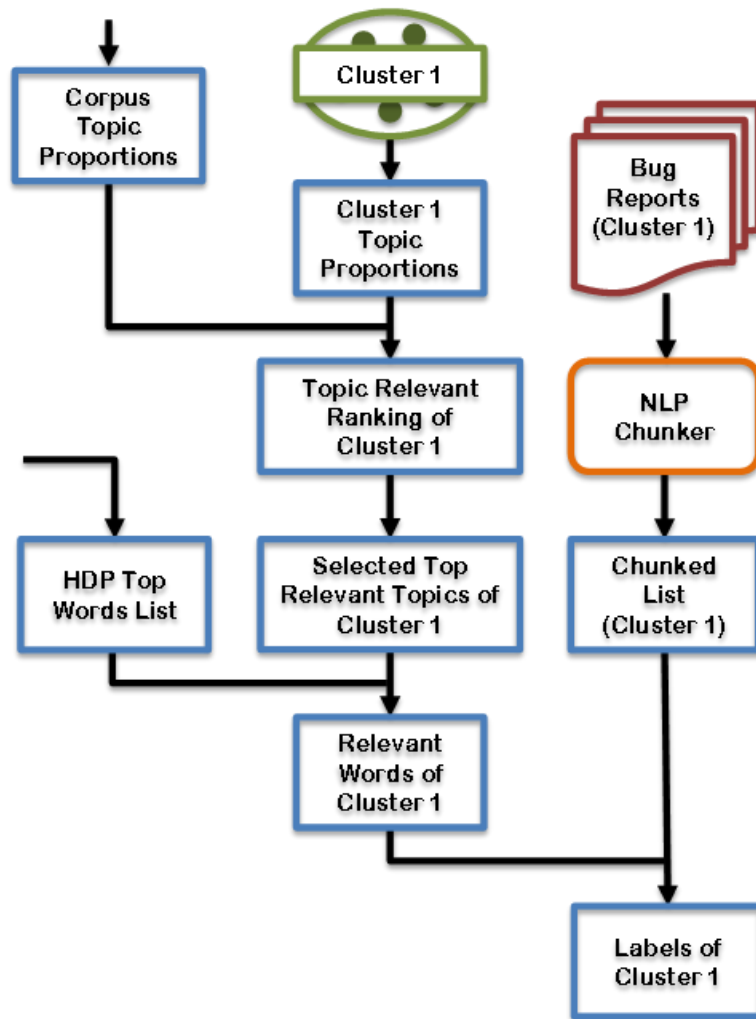 Cluster 1
Corpus
Topic
Proportions
Bug
Reports
(Cluster 1)
Cluster 1
Topic
Proportions
Topic Relevant
Ranking of
Cluster 1
NLP
Chunker
HDP Top
Words List
Selected Top
Relevant Topics of
Cluster 1
Chunked
List
(Cluster 1)
Relevant
Words of
Cluster 1
Labels of
Cluster 1